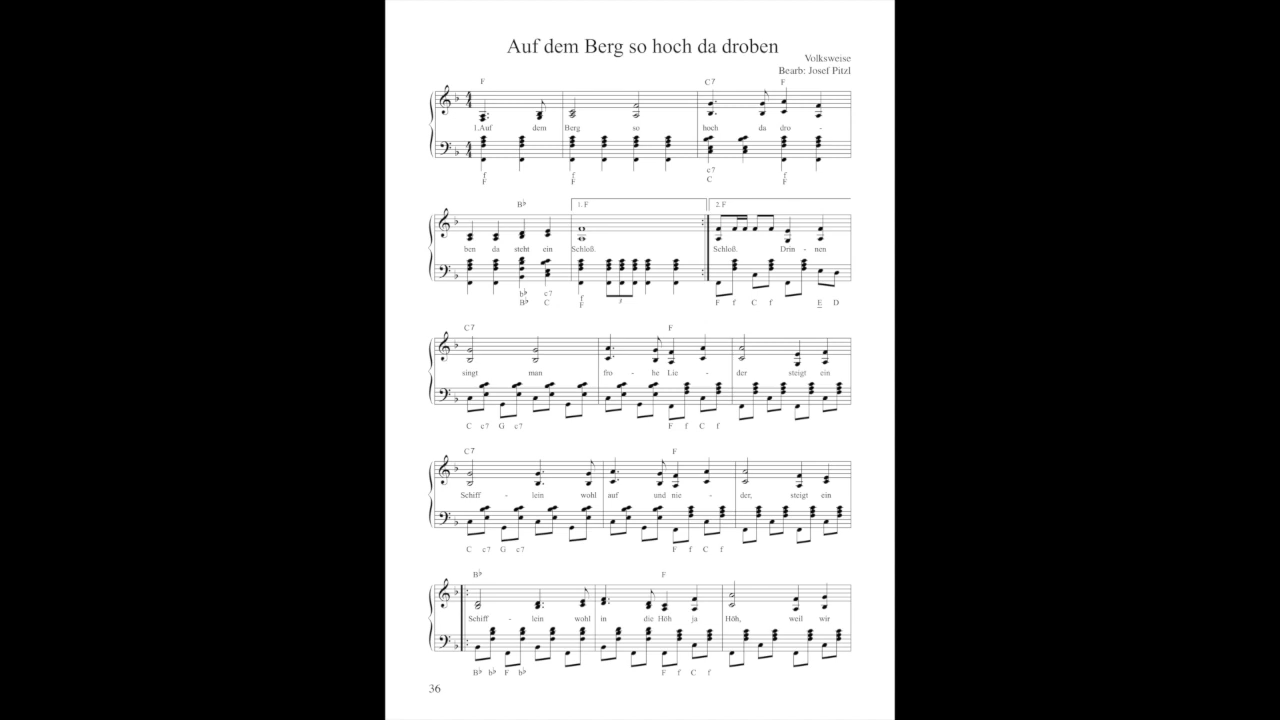 Auf dem Berg so hoch da droben
Volksweise
Bearb: Josef Pitzl
F C7 F
1.Auf dem Berg so hoch da dro -
f f c7 f
F F C F
B♭ 1. F 2. F
ben da steht ein Schloß. Schloß. Drin - nen
b♭ c7 f 3
B♭ C F F f C f E D
C7 F
singt man fro - he Lie - der steigt ein
C c7 G c7 F f C f
C7 F
Schiff - lein wohl auf und nie - der, steigt ein
C c7 G c7 F f C f
B♭ F
Schiff - lein wohl in die Höh ja Höh, weil wir
B♭ b♭ F b♭ F f C f
36